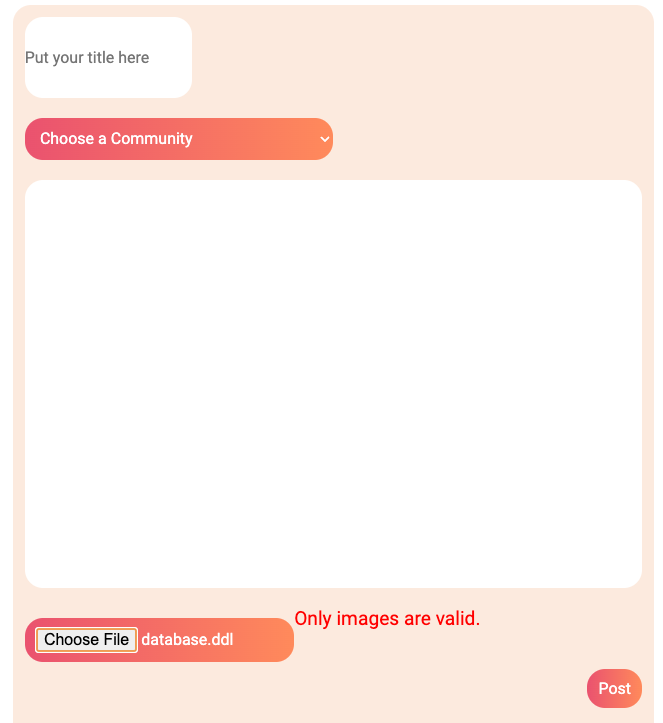 Put your title here
Choose a Community
Only images are valid.
Choose File database.ddl
Post